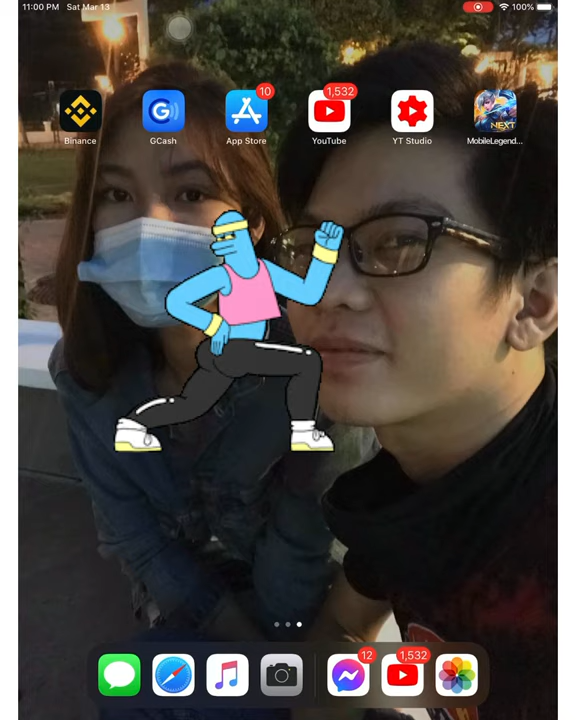 11:00 PM Sat Mar 13 100%
10 1,532
NEXT
Binance GCash App Store YouTube YT Studio MobileLegend...
12 1,532